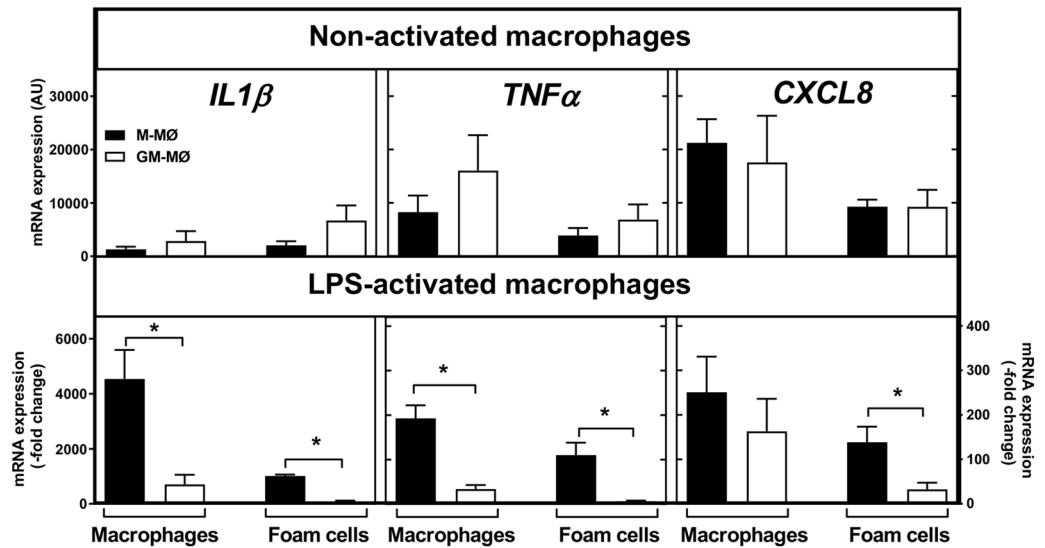 Non-activated macrophages
mRNA expression (AU)
30000
20000
10000
0
IL1β
TNFα
CXCL8
M-MØ
GM-MØ
LPS-activated macrophages
mRNA expression
(-fold change)
6000
4000
2000
0
*
*
*
*
*
400
300
200
100
0
mRNA expression
(-fold change)
Macrophages
Foam cells
Macrophages
Foam cells
Macrophages
Foam cells